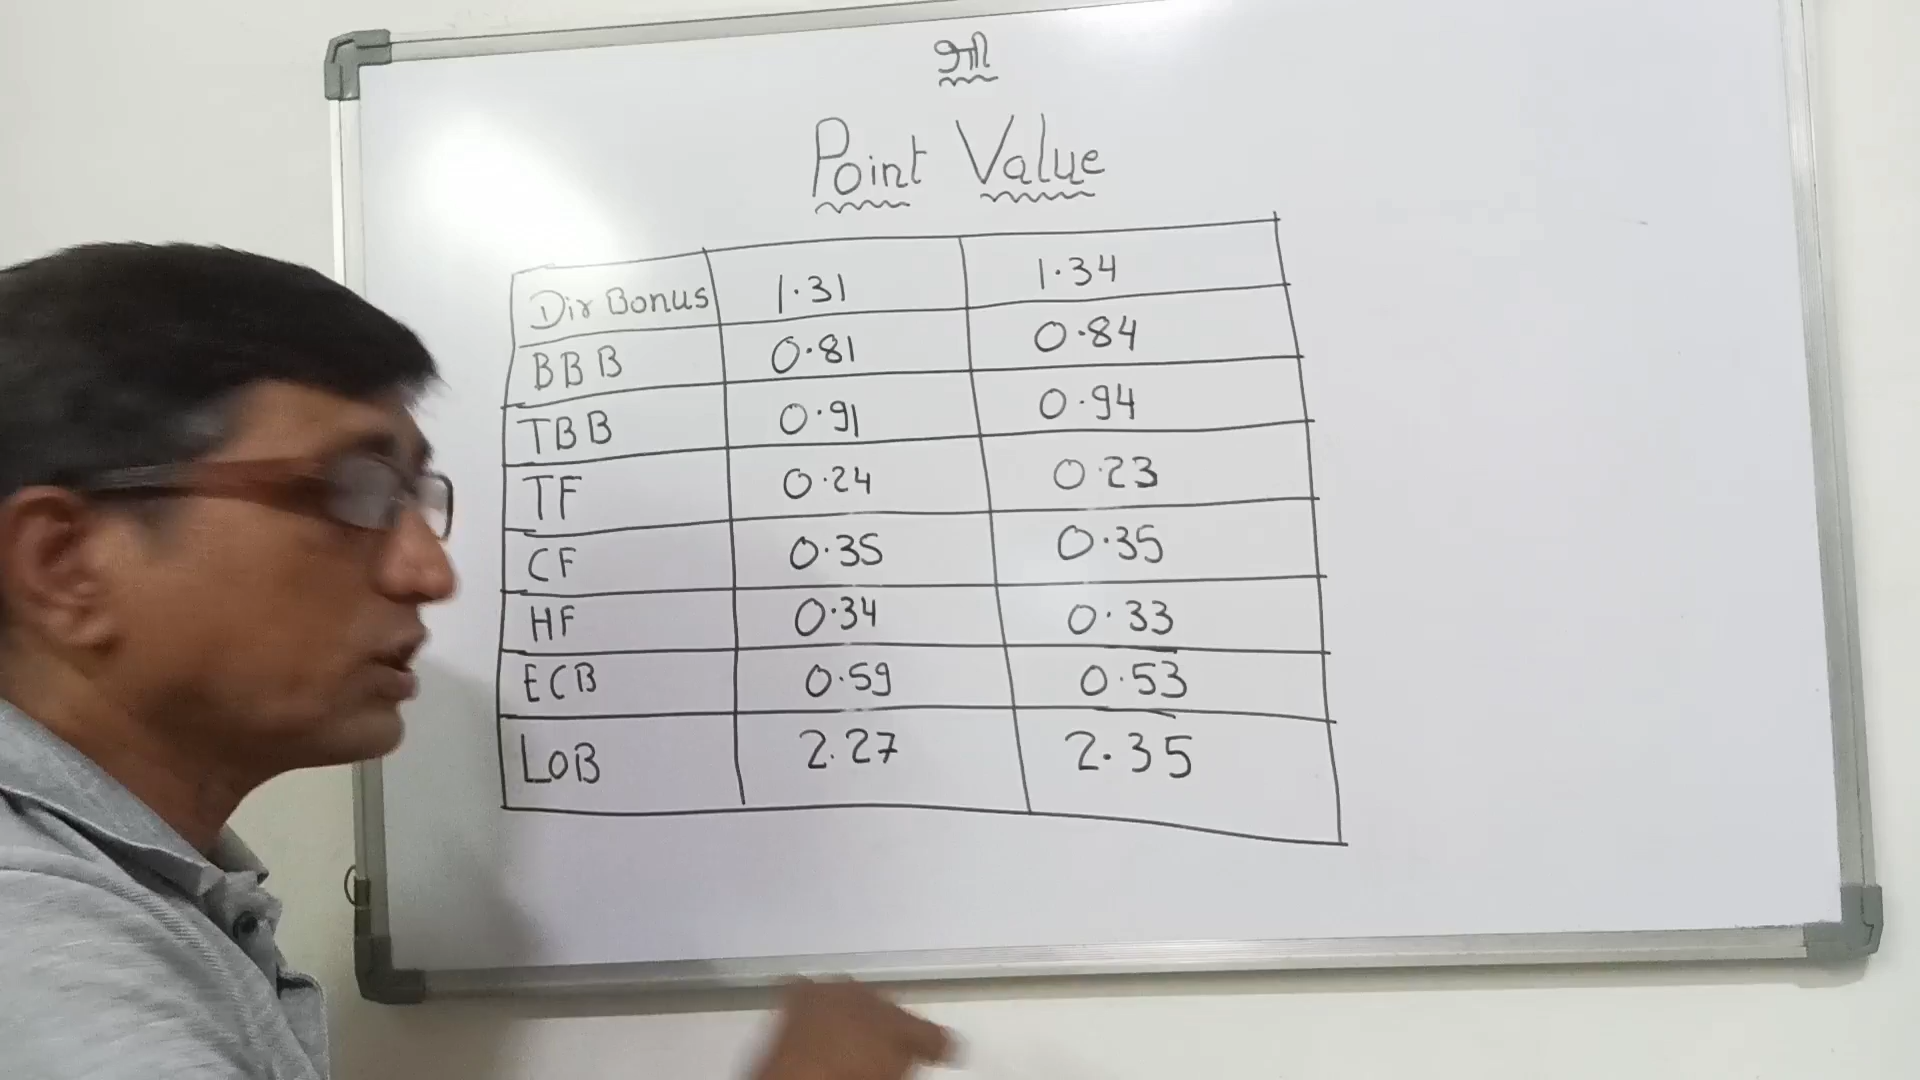 श्री
Point Value
Dir Bonus 1.31 1.34
BBB 0.81 0.84
TBB 0.91 0.94
TF 0.24 0.23
CF 0.35 0.35
HF 0.34 0.33
ECB 0.59 0.53
LOB 2.27 2.35